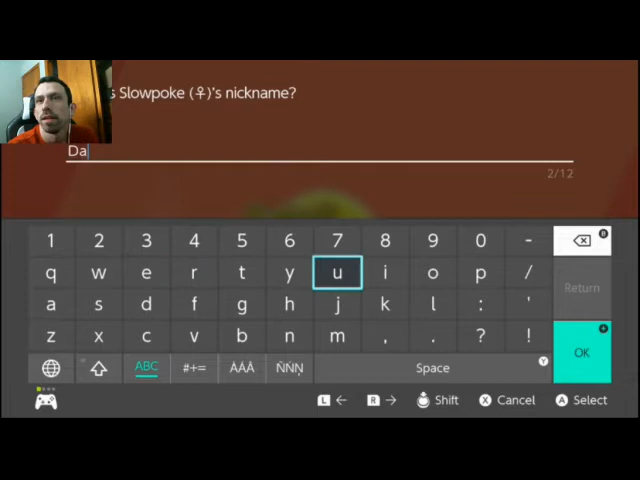 s Slowpoke (♀)'s nickname?
Da
2/12
1 2 3 4 5 6 7 8 9 0 -
q w e r t y u i o p /
Return
a s d f g h j k l : '
z x c v b n m , . ? !
OK
ABC #+= ÀÁÂ ÑÑŅ Space
L ← R → Shift X Cancel A Select